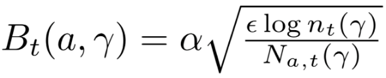 B_t(a, γ) = α√(ϵ log n_t(γ) / N_{a,t}(γ))